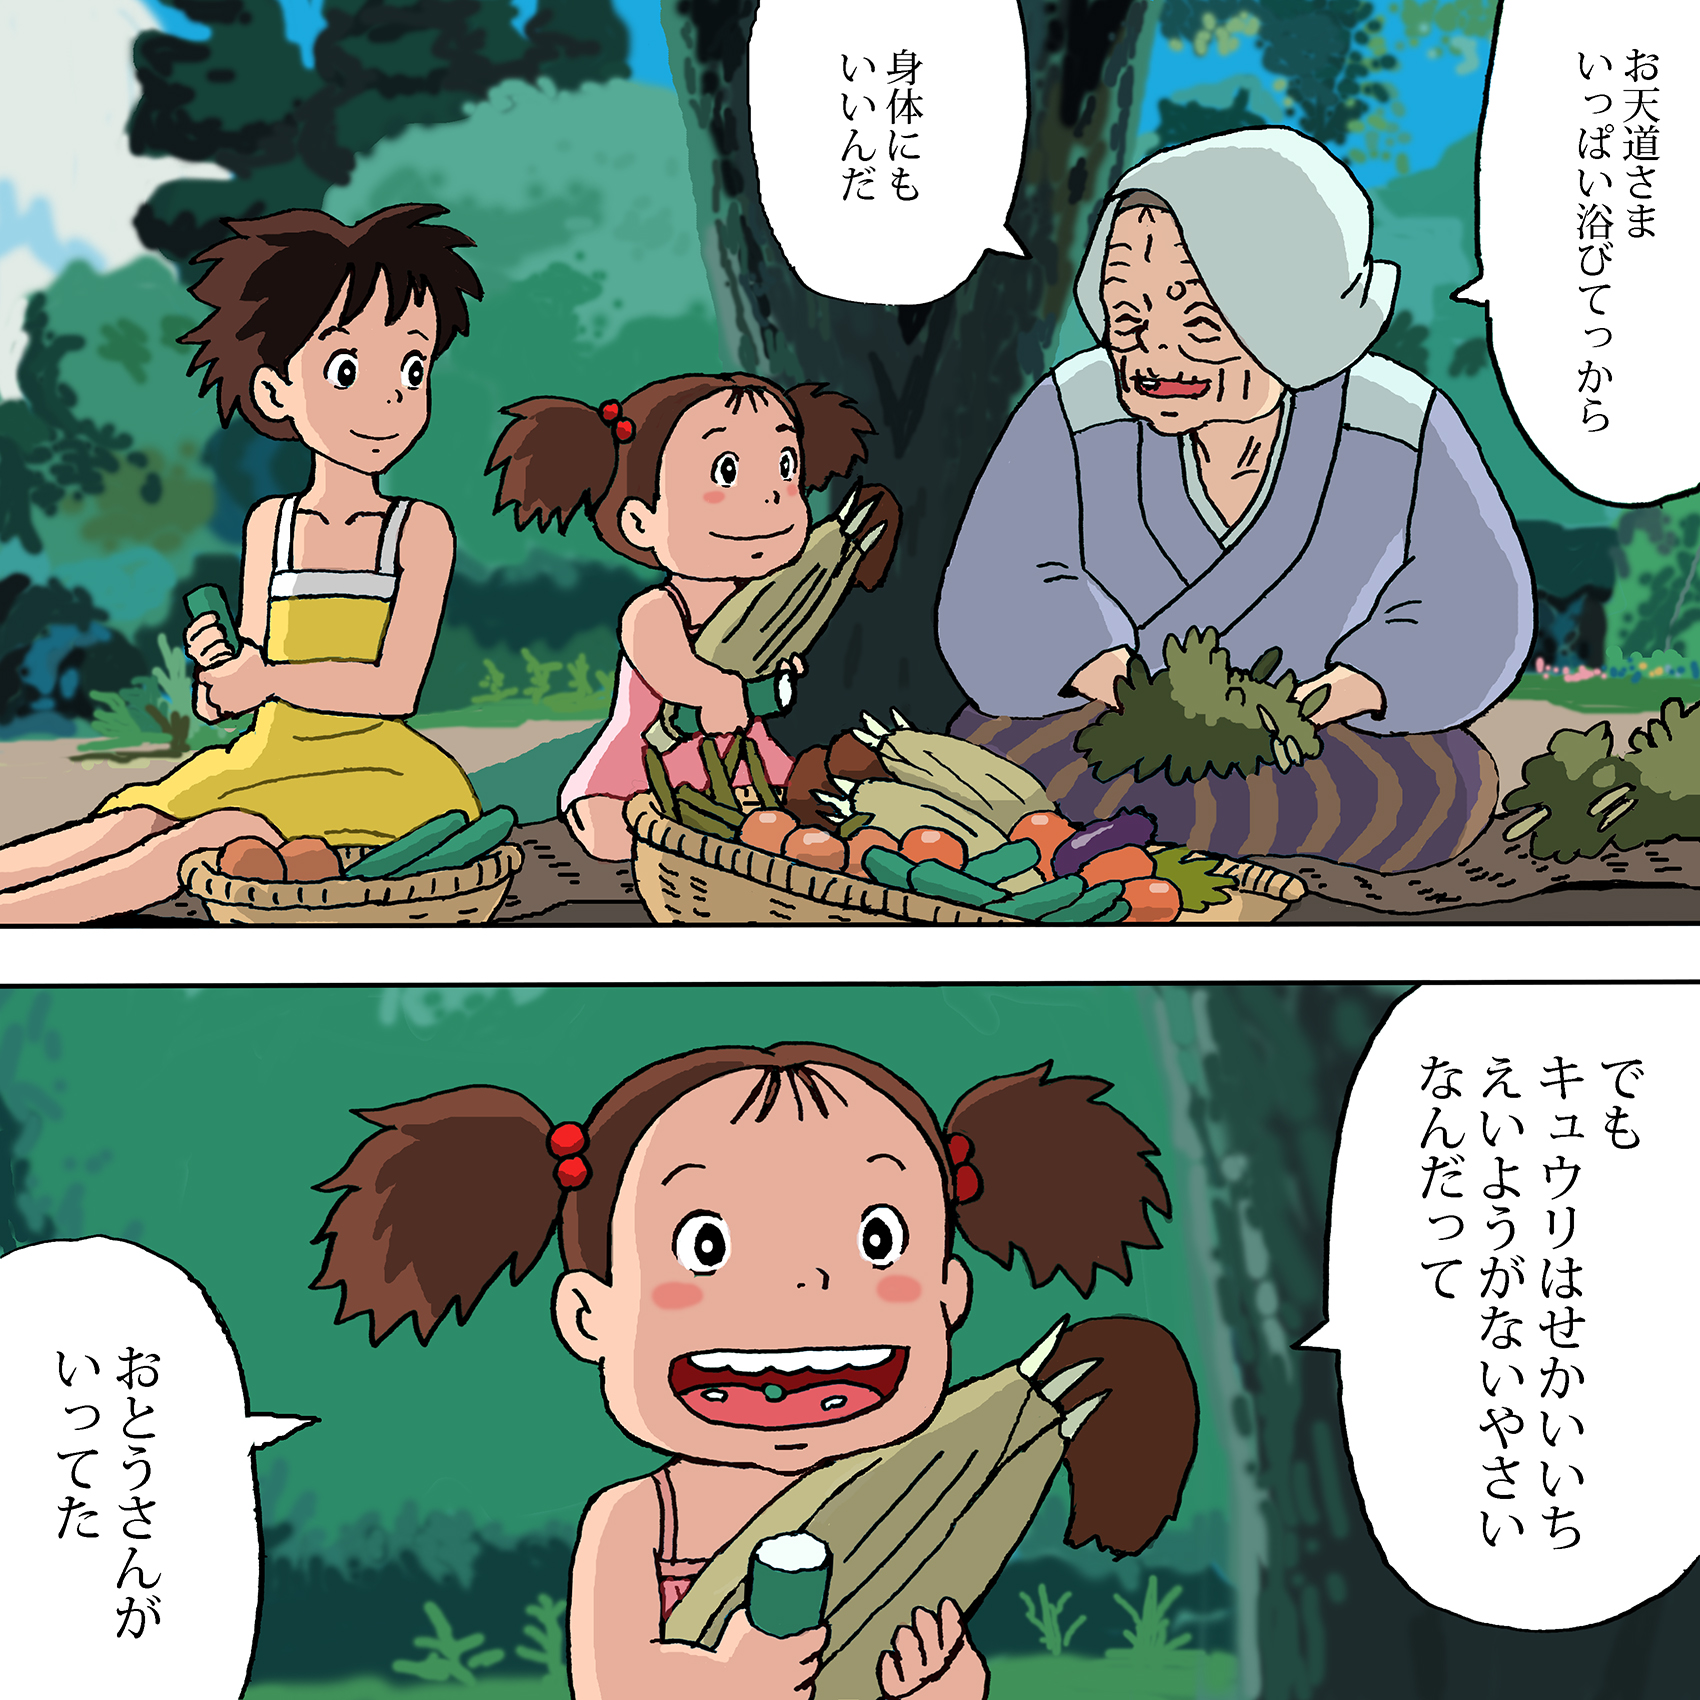 お天道さま
いっぱい浴びてっから
身体にも
いいんだ
でも
キュウリはせかいいち
えいようがないやさい
なんだって
おとうさんが
いってた